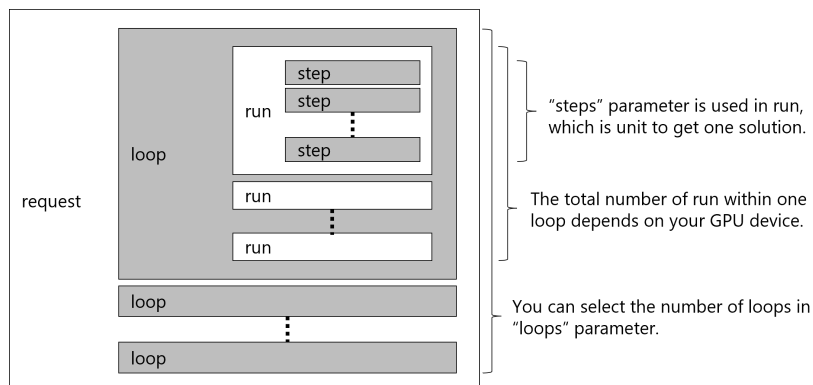 step
step
run
step
loop
request
run
run
loop
loop
“steps” parameter is used in run,
which is unit to get one solution.
The total number of run within one
loop depends on your GPU device.
You can select the number of loops in
“loops” parameter.